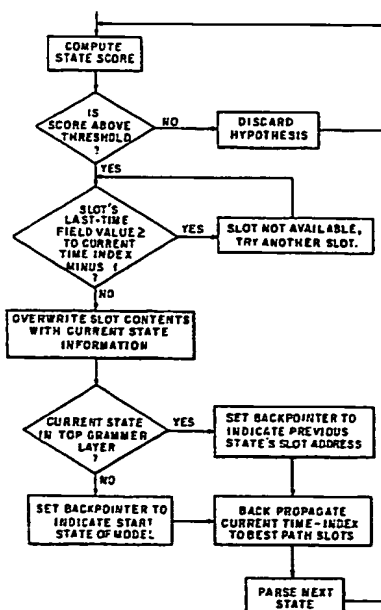 COMPUTE
STATE SCORE
IS
SCORE ABOVE
THRESHOLD
?
NO
DISCARD
HYPOTHESIS
YES
SLOT'S
LAST-TIME
FIELD VALUE ≥
TO CURRENT
TIME INDEX
MINUS 1
?
YES
SLOT NOT AVAILABLE,
TRY ANOTHER SLOT.
NO
OVERWRITE SLOT CONTENTS
WITH CURRENT STATE
INFORMATION
CURRENT STATE
IN TOP GRAMMER
LAYER
?
YES
SET BACKPOINTER TO
INDICATE PREVIOUS
STATE'S SLOT ADDRESS
NO
SET BACKPOINTER TO
INDICATE START
STATE OF MODEL
BACK PROPAGATE
CURRENT TIME-INDEX
TO BEST PATH SLOTS
PARSE NEXT
STATE